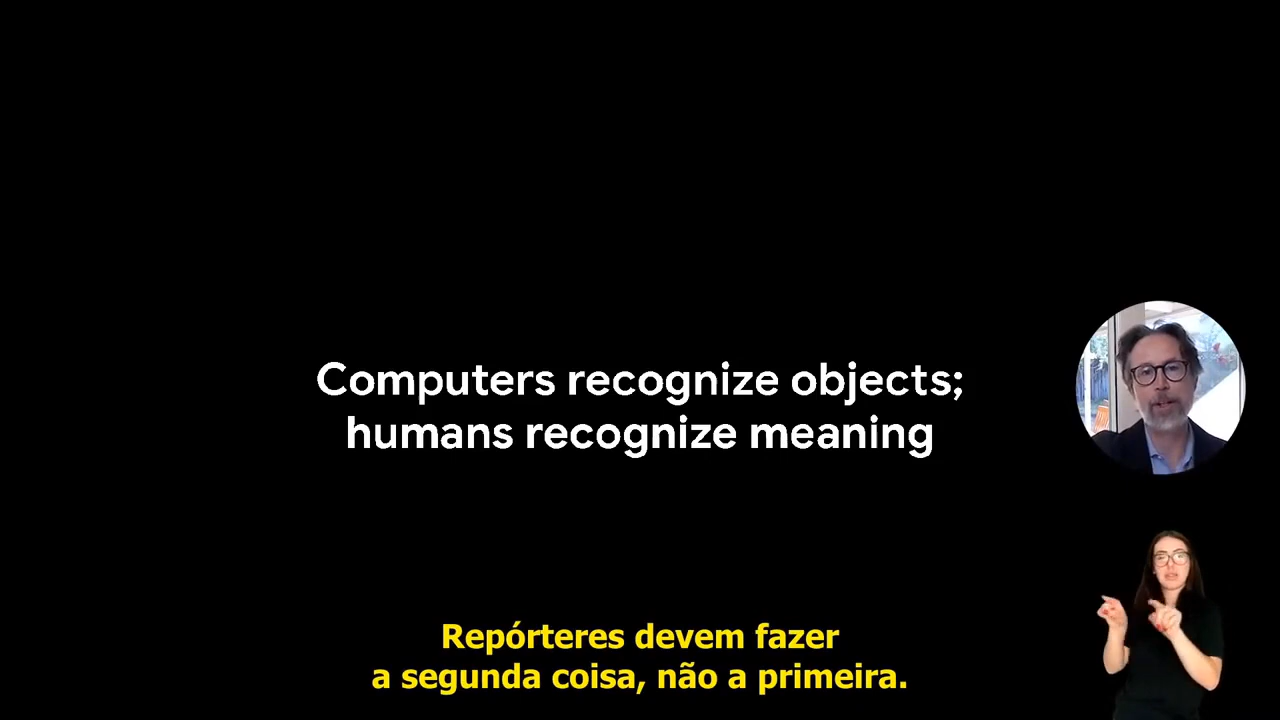 Computers recognize objects;
humans recognize meaning
Repórteres devem fazer
a segunda coisa, não a primeira.